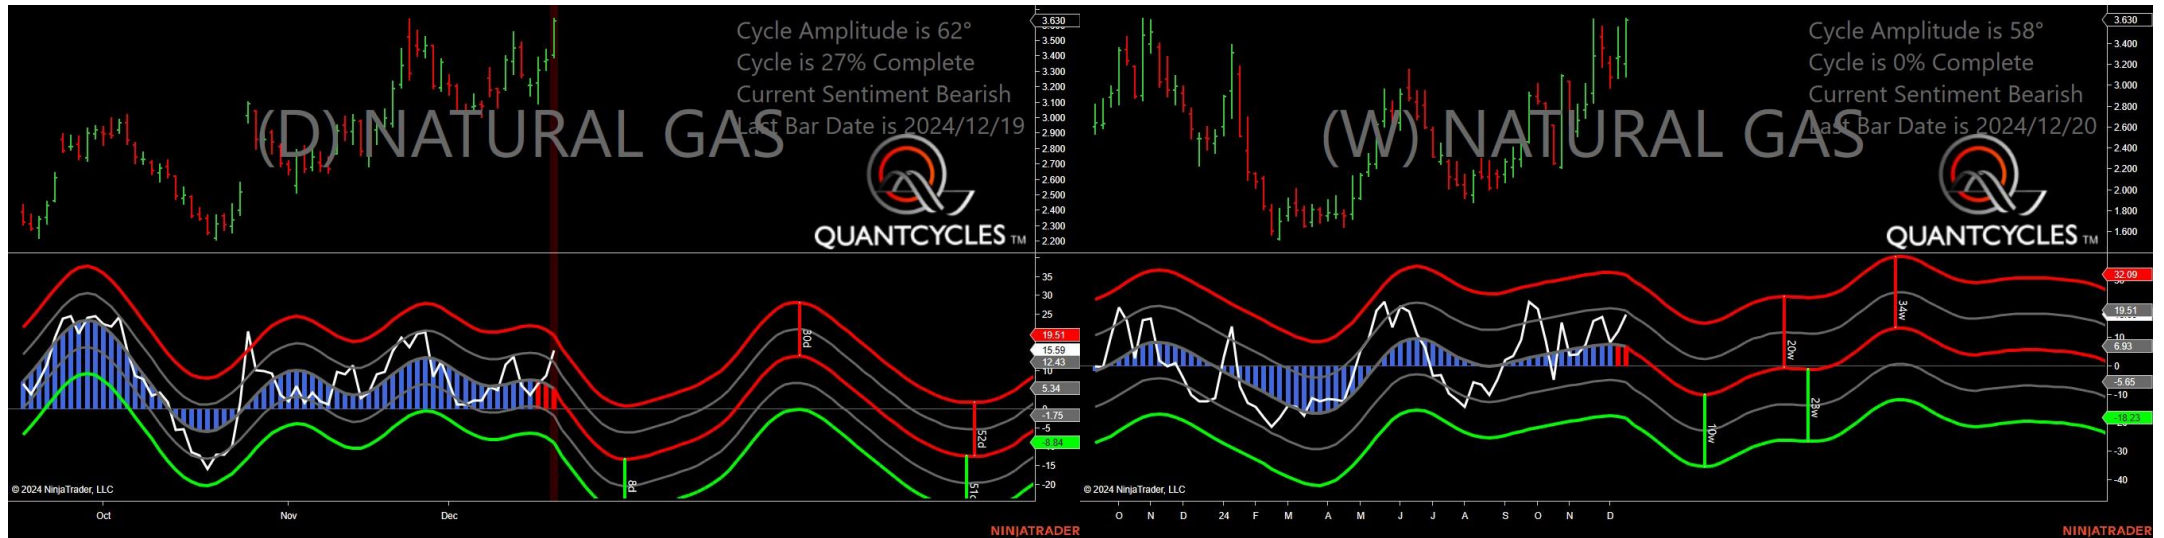 Cycle Amplitude is 62°
Cycle is 27% Complete
Current Sentiment Bearish
Last Bar Date is 2024/12/19
(D) NATURAL GAS
QUANTCYCLES TM
3.630
3.500
3.400
3.300
3.200
3.100
3.000
2.900
2.800
2.700
2.600
2.500
2.400
2.300
2.200
35
30
25
19.51
15.59
12.43
10
5.34
-1.75
-5
-8.84
-15
-20
80d
52d
8d
© 2024 NinjaTrader, LLC
Oct
Nov
Dec
NINJATRADER
Cycle Amplitude is 58°
Cycle is 0% Complete
Current Sentiment Bearish
Last Bar Date is 2024/12/20
(W) NATURAL GAS
QUANTCYCLES TM
3.630
3.400
3.200
3.000
2.800
2.600
2.400
2.200
2.000
1.800
1.600
32.09
19.51
10
6.93
0
-5.65
-10
-18.23
-30
-40
34w
20w
23w
10w
© 2024 NinjaTrader, LLC
O N D 24 F M A M J J A S O N D
NINJATRADER